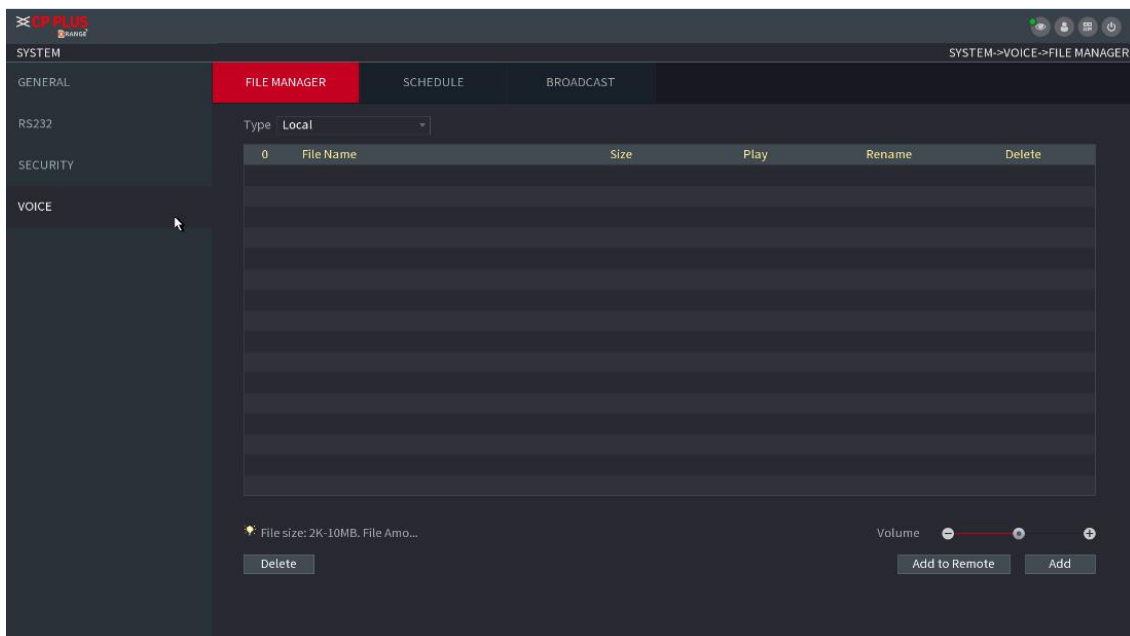 CP PLUS
ORANGE
SYSTEM
SYSTEM->VOICE->FILE MANAGER
GENERAL
FILE MANAGER SCHEDULE BROADCAST
RS232
Type Local
SECURITY
0 File Name Size Play Rename Delete
VOICE
File size: 2K-10MB. File Amo...
Volume
Delete
Add to Remote
Add